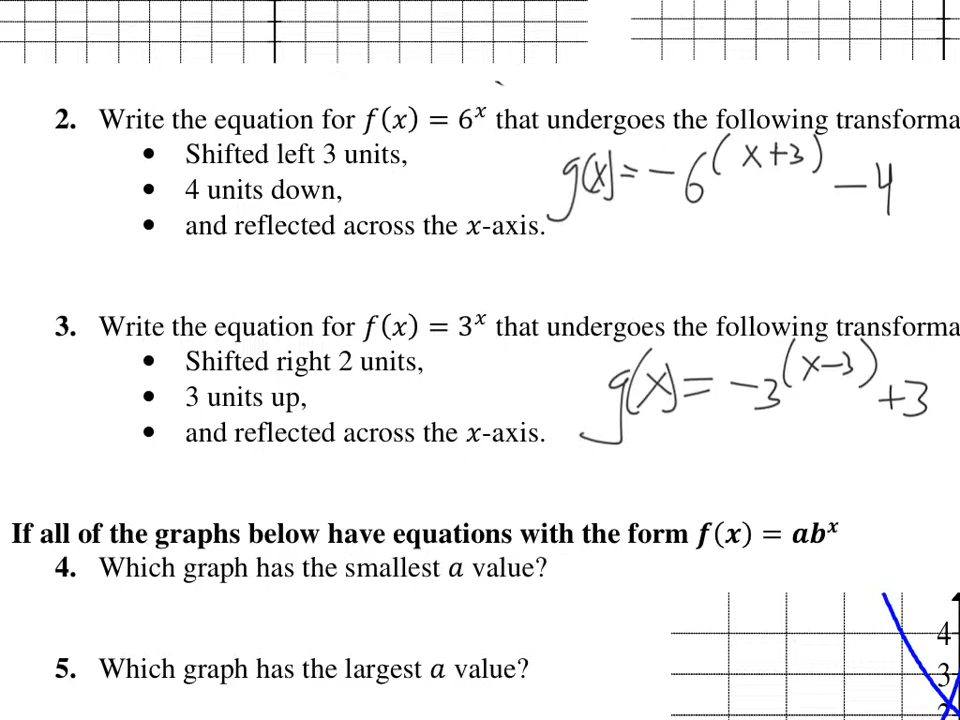 2. Write the equation for f(x) = 6^x that undergoes the following transforma
• Shifted left 3 units,
• 4 units down,
• and reflected across the x-axis.
g(x) = -6^(x+3) - 4
3. Write the equation for f(x) = 3^x that undergoes the following transforma
• Shifted right 2 units,
• 3 units up,
• and reflected across the x-axis.
g(x) = -3^(x-3) + 3
If all of the graphs below have equations with the form f(x) = ab^x
4. Which graph has the smallest a value?
4
3
5. Which graph has the largest a value?
2